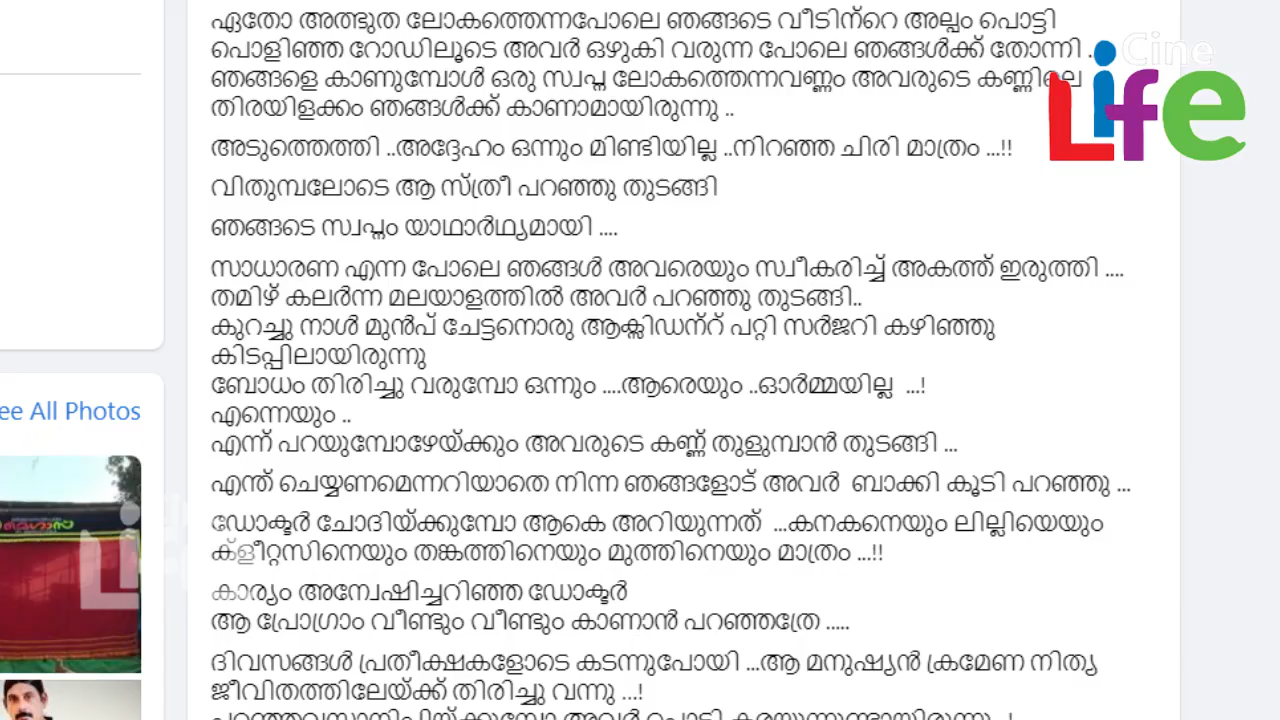 ഏതോ അത്ഭുത ലോകത്തെന്നപോലെ ഞങ്ങടെ വീടിന്റെ അല്പം പൊട്ടി
പൊളിഞ്ഞ റോഡിലൂടെ അവർ ഒഴുകി വരുന്ന പോലെ ഞങ്ങൾക്ക് തോന്നി ..
ഞങ്ങളെ കാണുമ്പോൾ ഒരു സ്വപ്ന ലോകത്തെന്നവണ്ണം അവരുടെ കണ്ണിലെ
തിരയിളക്കം ഞങ്ങൾക്ക് കാണാമായിരുന്നു ..
Cine
Life
അടുത്തെത്തി ..അദ്ദേഹം ഒന്നും മിണ്ടിയില്ല ..നിറഞ്ഞ ചിരി മാത്രം ...!!
വിതുമ്പലോടെ ആ സ്ത്രീ പറഞ്ഞു തുടങ്ങി
ഞങ്ങടെ സ്വപ്നം യാഥാർഥ്യമായി ....
സാധാരണ എന്ന പോലെ ഞങ്ങൾ അവരെയും സ്വീകരിച്ച് അകത്ത് ഇരുത്തി ....
തമിഴ് കലർന്ന മലയാളത്തിൽ അവർ പറഞ്ഞു തുടങ്ങി..
കുറച്ചു നാൾ മുൻപ് ചേട്ടനൊരു ആക്സിഡന്റ് പറ്റി സർജറി കഴിഞ്ഞു
കിടപ്പിലായിരുന്നു
ബോധം തിരിച്ചു വരുമ്പോ ഒന്നും ....ആരെയും ..ഓർമ്മയില്ല ...!
എന്നെയും ..
എന്ന് പറയുമ്പോഴേയ്ക്കും അവരുടെ കണ്ണ് തുളുമ്പാൻ തുടങ്ങി ...
എന്ത് ചെയ്യണമെന്നറിയാതെ നിന്ന ഞങ്ങളോട് അവർ ബാക്കി കൂടി പറഞ്ഞു ...
ഡോക്ടർ ചോദിയ്ക്കുമ്പോ ആകെ അറിയുന്നത് ...കനകനെയും ലില്ലിയെയും
ക്ളീറ്റസിനെയും തങ്കത്തിനെയും മുത്തിനെയും മാത്രം ...!!
കാര്യം അന്വേഷിച്ചറിഞ്ഞ ഡോക്ടർ
ആ പ്രോഗ്രാം വീണ്ടും വീണ്ടും കാണാൻ പറഞ്ഞത്രേ .....
ദിവസങ്ങൾ പ്രതീക്ഷകളോടെ കടന്നുപോയി ...ആ മനുഷ്യൻ ക്രമേണ നിത്യ
ജീവിതത്തിലേയ്ക്ക് തിരിച്ചു വന്നു ...!
ee All Photos